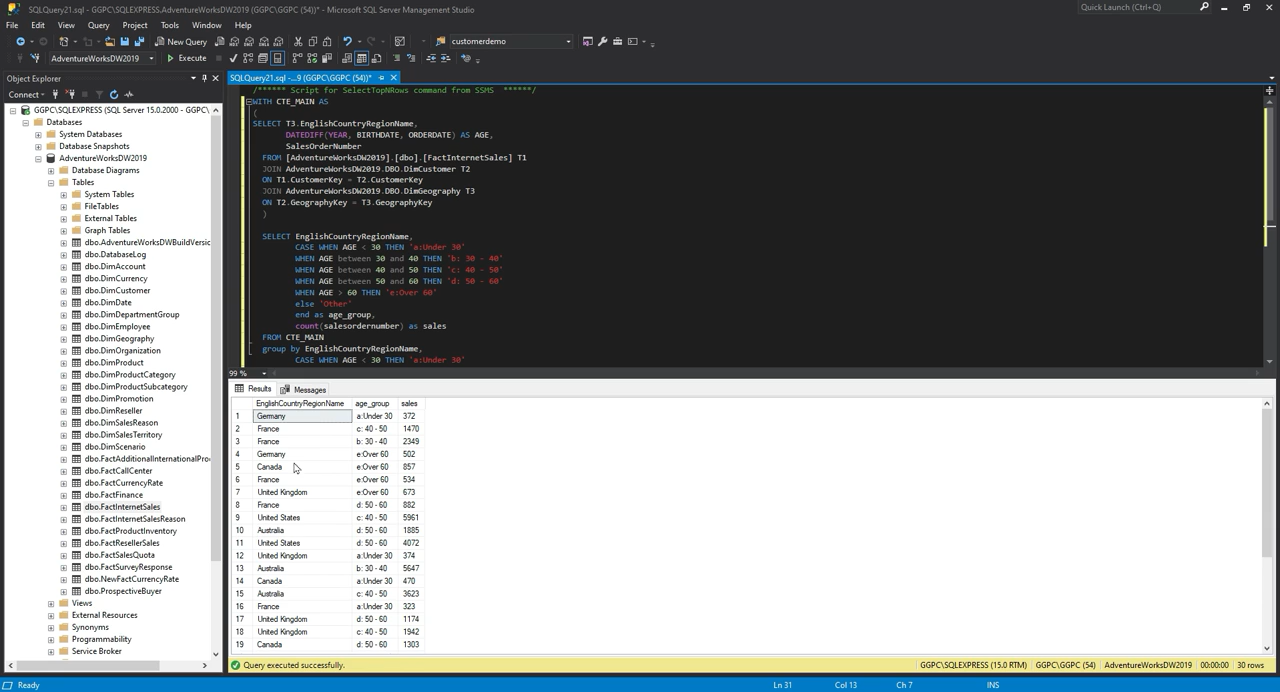 SQLQuery21.sql - GGPC\SQLEXPRESS.AdventureWorksDW2019 (GGPC\GGPC (54))* - Microsoft SQL Server Management Studio
Quick Launch (Ctrl+Q)
File Edit View Query Project Tools Window Help
New Query
customerdemo
AdventureWorksDW2019
Execute
Object Explorer
SQLQuery21.sql -...9 (GGPC\GGPC (54))*
Connect
GGPC\SQLEXPRESS (SQL Server 15.0.2000 - GGPC\
Databases
System Databases
Database Snapshots
AdventureWorksDW2019
Database Diagrams
Tables
System Tables
FileTables
External Tables
Graph Tables
dbo.AdventureWorksDWBuildVersic
dbo.DatabaseLog
dbo.DimAccount
dbo.DimCurrency
dbo.DimCustomer
dbo.DimDate
dbo.DimDepartmentGroup
dbo.DimEmployee
dbo.DimGeography
dbo.DimOrganization
dbo.DimProduct
dbo.DimProductCategory
dbo.DimProductSubcategory
dbo.DimPromotion
dbo.DimReseller
dbo.DimSalesReason
dbo.DimSalesTerritory
dbo.DimScenario
dbo.FactAdditionalInternationalPro
dbo.FactCallCenter
dbo.FactCurrencyRate
dbo.FactFinance
dbo.FactInternetSales
dbo.FactInternetSalesReason
dbo.FactProductInventory
dbo.FactResellerSales
dbo.FactSalesQuota
dbo.FactSurveyResponse
dbo.NewFactCurrencyRate
dbo.ProspectiveBuyer
Views
External Resources
Synonyms
Programmability
Service Broker
/****** Script for SelectTopNRows command from SSMS ******/
WITH CTE_MAIN AS
(
SELECT T3.EnglishCountryRegionName,
DATEDIFF(YEAR, BIRTHDATE, ORDERDATE) AS AGE,
SalesOrderNumber
FROM [AdventureWorksDW2019].[dbo].[FactInternetSales] T1
JOIN AdventureWorksDW2019.DBO.DimCustomer T2
ON T1.CustomerKey = T2.CustomerKey
JOIN AdventureWorksDW2019.DBO.DimGeography T3
ON T2.GeographyKey = T3.GeographyKey
)
SELECT EnglishCountryRegionName,
CASE WHEN AGE < 30 THEN 'a:Under 30'
WHEN AGE between 30 and 40 THEN 'b: 30 - 40'
WHEN AGE between 40 and 50 THEN 'c: 40 - 50'
WHEN AGE between 50 and 60 THEN 'd: 50 - 60'
WHEN AGE > 60 THEN 'e:Over 60'
else 'Other'
end as age_group,
count(salesordernumber) as sales
FROM CTE_MAIN
group by EnglishCountryRegionName,
CASE WHEN AGE < 30 THEN 'a:Under 30'
99 %
Results Messages
EnglishCountryRegionName age_group sales
1 Germany a:Under 30 372
2 France c: 40 - 50 1470
3 France b: 30 - 40 2349
4 Germany e:Over 60 502
5 Canada e:Over 60 857
6 France e:Over 60 534
7 United Kingdom e:Over 60 673
8 France d: 50 - 60 882
9 United States c: 40 - 50 5961
10 Australia d: 50 - 60 1885
11 United States d: 50 - 60 4072
12 United Kingdom a:Under 30 374
13 Australia b: 30 - 40 5647
14 Canada a:Under 30 470
15 Australia c: 40 - 50 3623
16 France a:Under 30 323
17 United Kingdom d: 50 - 60 1174
18 United Kingdom c: 40 - 50 1942
19 Canada d: 50 - 60 1303
Query executed successfully.
GGPC\SQLEXPRESS (15.0 RTM) GGPC\GGPC (54) AdventureWorksDW2019 00:00:00 30 rows
Ready Ln 31 Col 13 Ch 7 INS